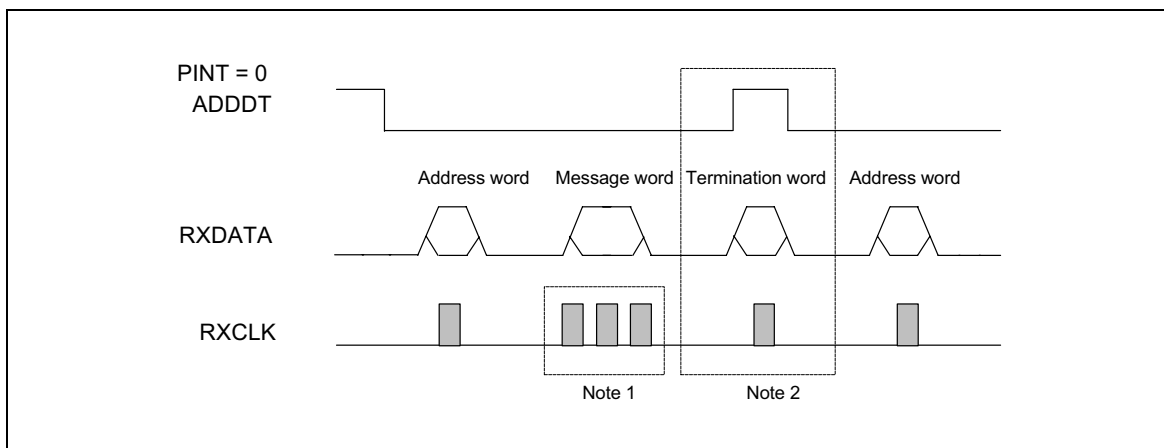 PINT = 0
ADDDT
Address word Message word Termination word Address word
RXDATA
RXCLK
Note 1 Note 2